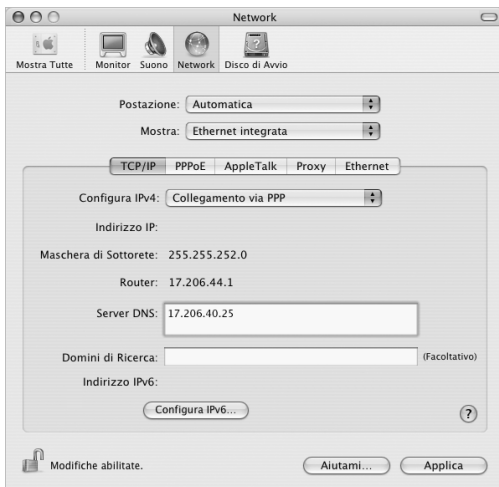 Network
Mostra Tutte Monitor Suono Network Disco di Avvio
Postazione: Automatica
Mostra: Ethernet integrata
TCP/IP PPPoE AppleTalk Proxy Ethernet
Configura IPv4: Collegamento via PPP
Indirizzo IP:
Maschera di Sottorete: 255.255.252.0
Router: 17.206.44.1
Server DNS: 17.206.40.25
Domini di Ricerca: (Facoltativo)
Indirizzo IPv6:
Configura IPv6...
?
Modifiche abilitate. Aiutami... Applica